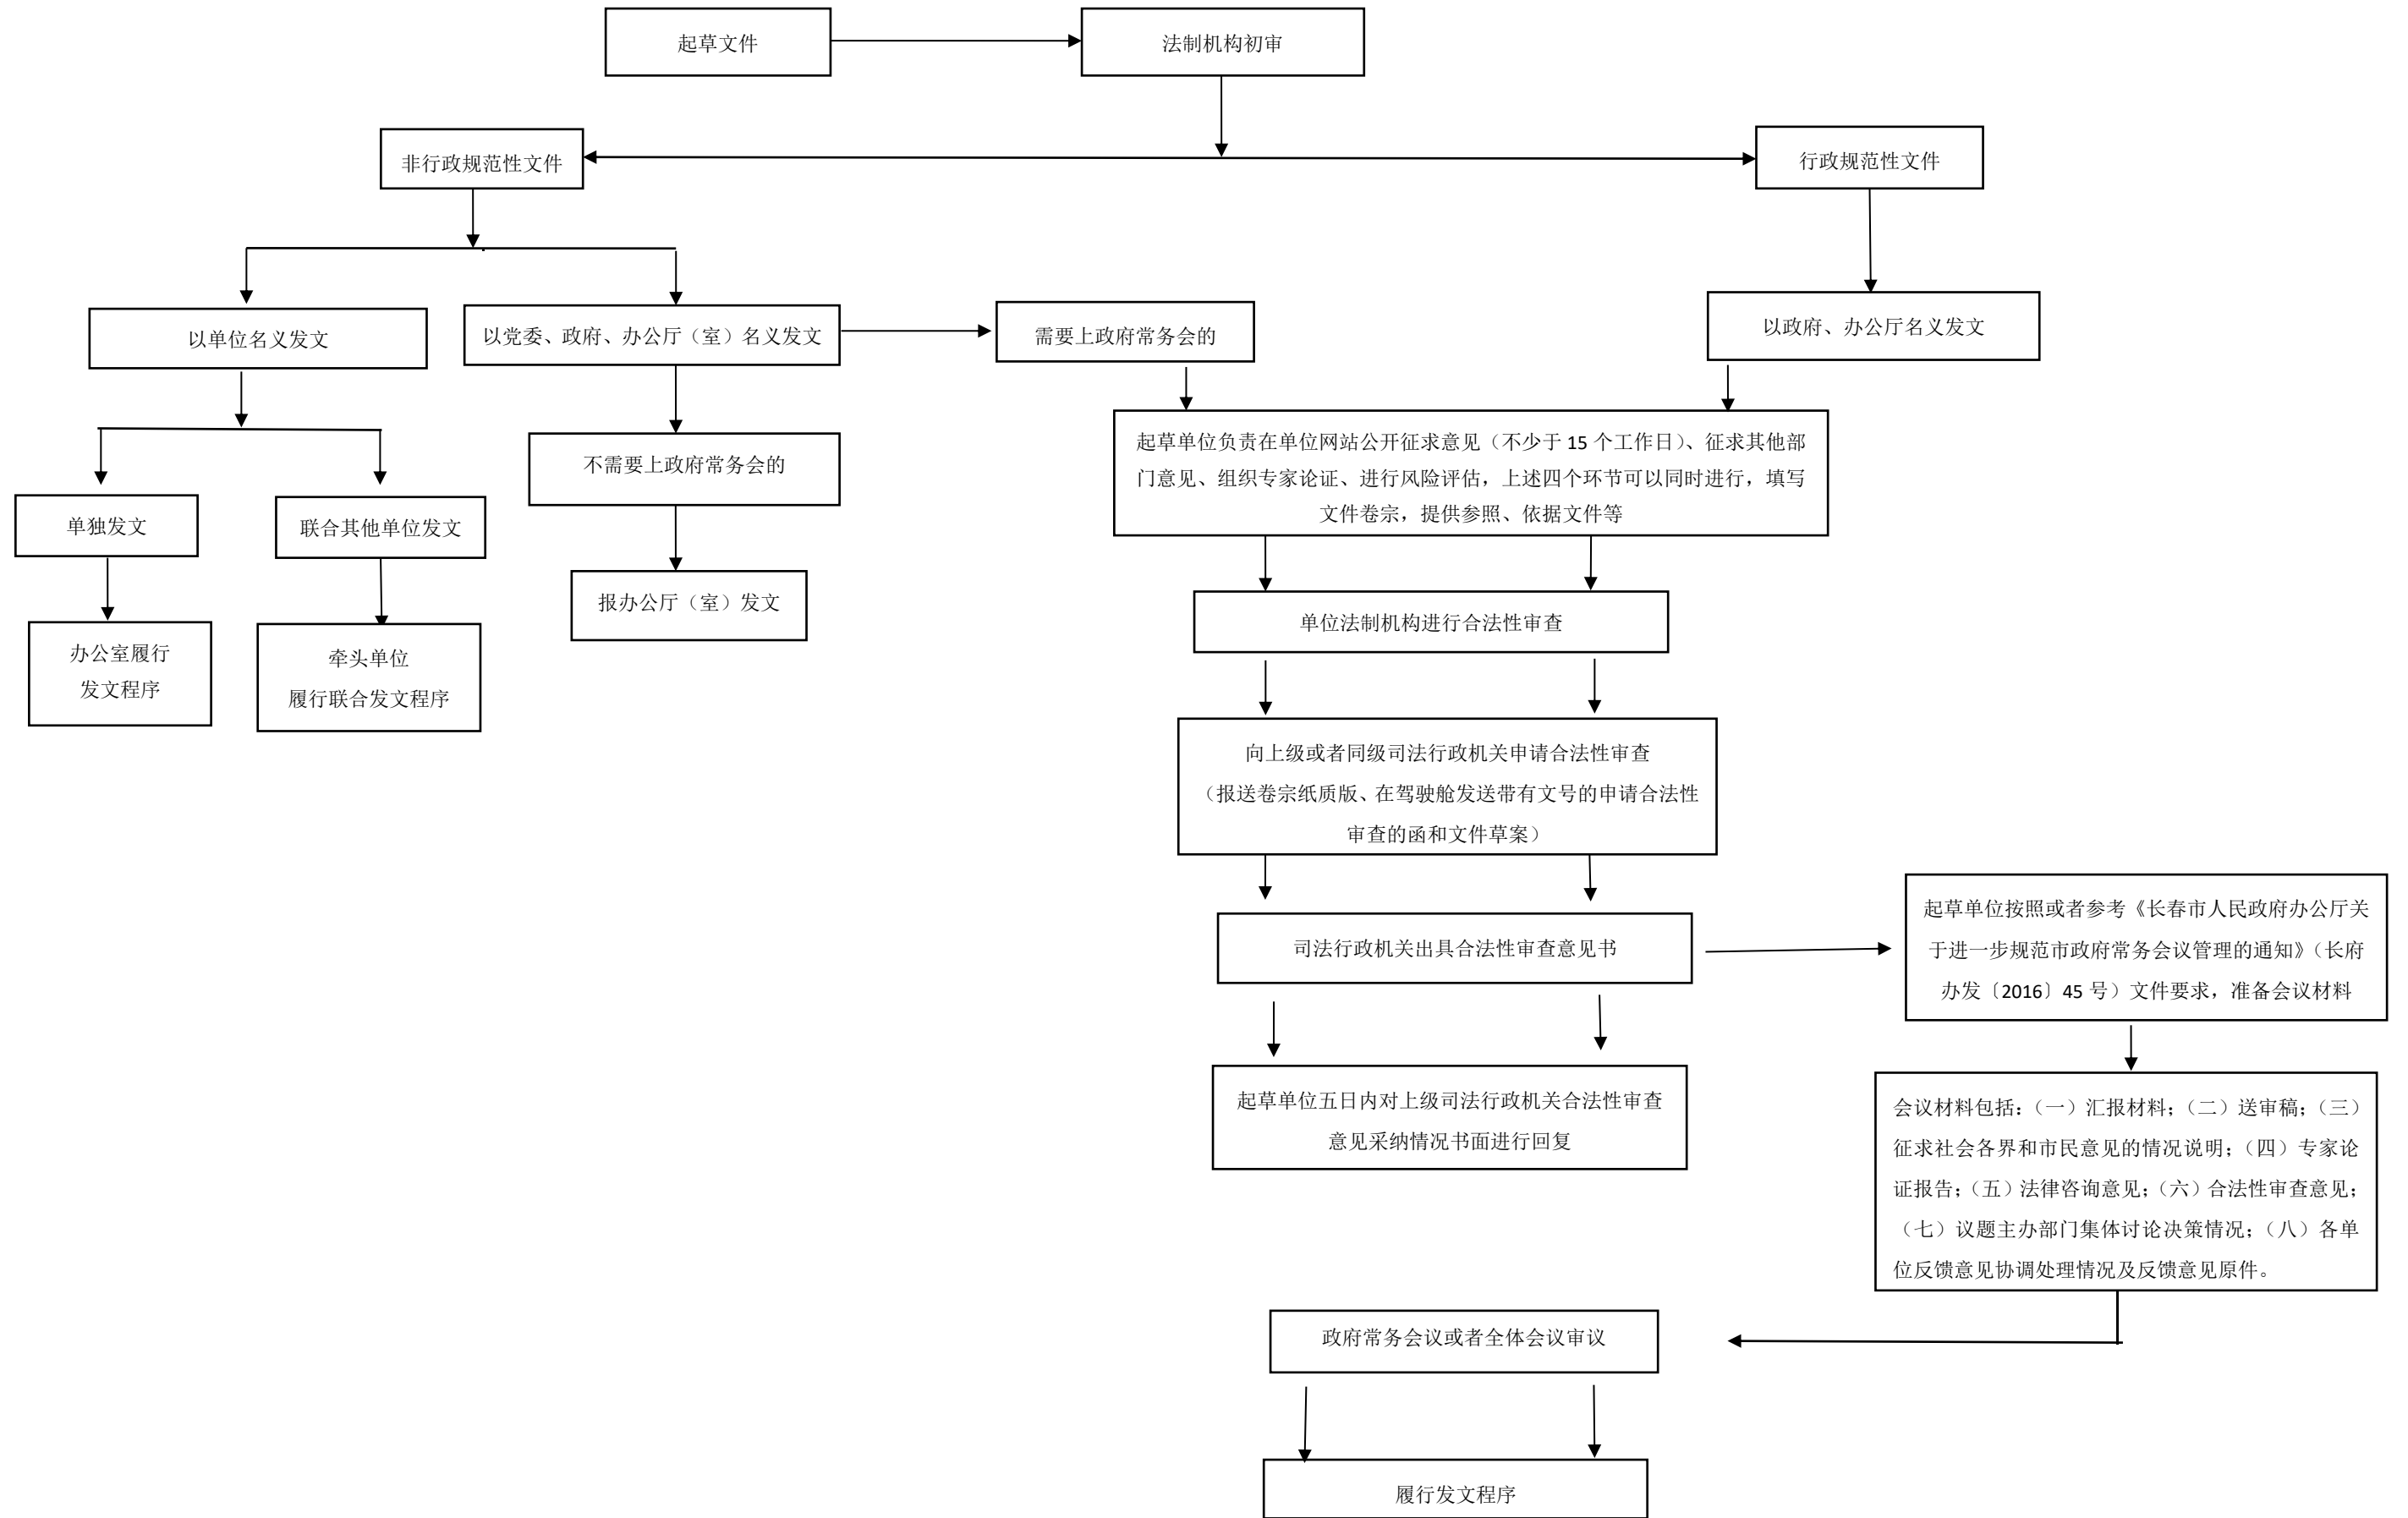 起草文件
法制机构初审
非行政规范性文件
行政规范性文件
以单位名义发文
以党委、政府、办公厅（室）名义发文
需要上政府常务会的
以政府、办公厅名义发文
起草单位负责在单位网站公开征求意见（不少于 15 个工作日）、征求其他部
门意见、组织专家论证、进行风险评估，上述四个环节可以同时进行，填写
文件卷宗，提供参照、依据文件等
不需要上政府常务会的
单独发文
联合其他单位发文
报办公厅（室）发文
单位法制机构进行合法性审查
办公室履行
发文程序
牵头单位
履行联合发文程序
向上级或者同级司法行政机关申请合法性审查
（报送卷宗纸质版、在驾驶舱发送带有文号的申请合法性
审查的函和文件草案）
司法行政机关出具合法性审查意见书
起草单位按照或者参考《长春市人民政府办公厅关
于进一步规范市政府常务会议管理的通知》（长府
办发〔2016〕45 号）文件要求，准备会议材料
起草单位五日内对上级司法行政机关合法性审查
意见采纳情况书面进行回复
会议材料包括：（一）汇报材料；（二）送审稿；（三）
征求社会各界和市民意见的情况说明；（四）专家论
证报告；（五）法律咨询意见；（六）合法性审查意见；
（七）议题主办部门集体讨论决策情况；（八）各单
位反馈意见协调处理情况及反馈意见原件。
政府常务会议或者全体会议审议
履行发文程序